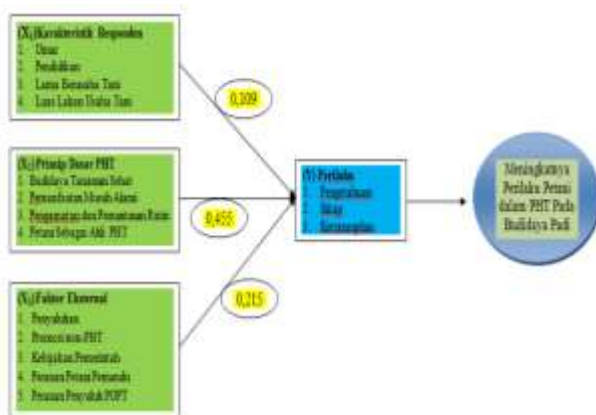 (X1)Karakteristik Responden
1. Umur
2. Pendidikan
3. Lama Berusaha Tani
4. Luas Lahan Usaha Tani
0,109
(X2) Prinsip Dasar PHT
1. Budidaya Tanaman Sehat
2. Pemanfaatan Musuh Alami
3. Pengamatan dan Pemantauan Rutin
4. Petani Sebagai Ahli PHT
0,455
(X3) Faktor Eksternal
1. Penyuluhan
2. Promosi PHT
3. Kebijakan Pemerintah
4. Peranan Petani Pemandu
5. Peranan Penyuluh POPT
0,215
(Y) Perilaku
1. Pengetahuan
2. Sikap
3. Keterampilan
Meningkatnya
Perilaku Petani
dalam PHT Pada
Budidaya Padi